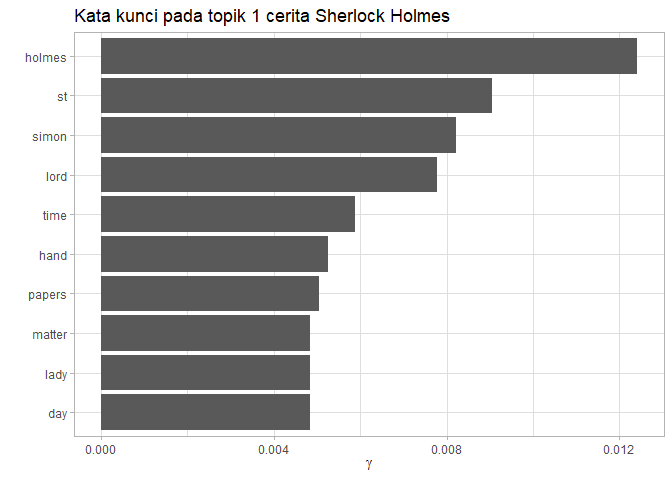 Kata kunci pada topik 1 cerita Sherlock Holmes
holmes
st
simon
lord
time
hand
papers
matter
lady
day
0.000 0.004 0.008 0.012
γ